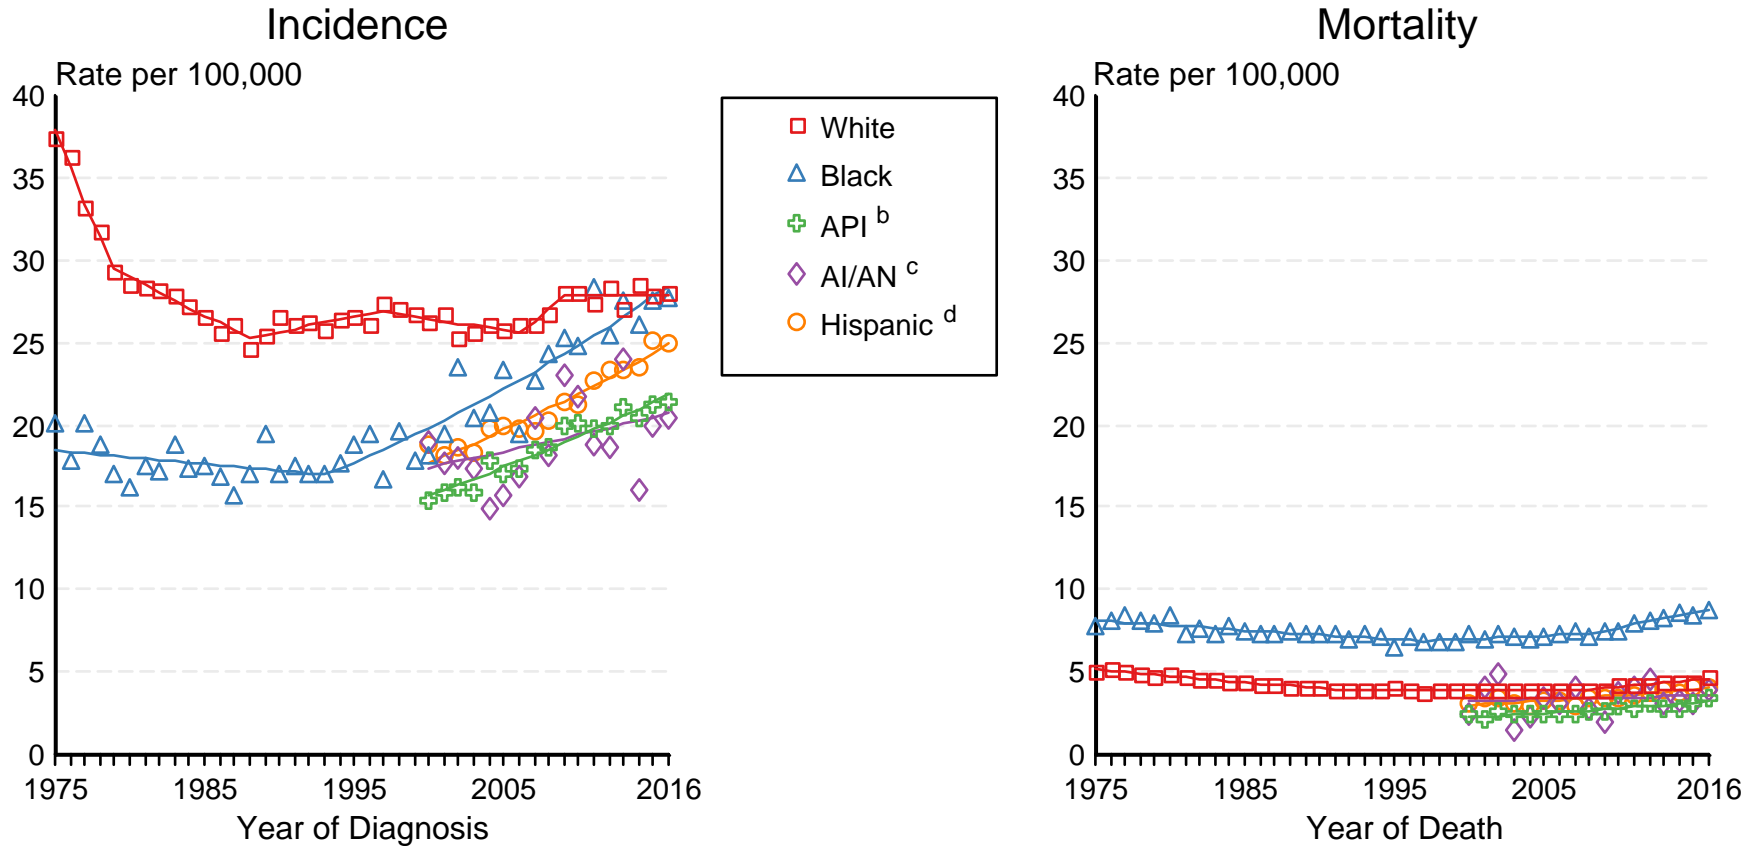 Incidence
Rate per 100,000
40
35
30
25
20
15
10
5
0
1975
1985
1995
2005
2016
Year of Diagnosis
White
Black
API b
AI/AN c
Hispanic d
Mortality
Rate per 100,000
40
35
30
25
20
15
10
5
0
1975
1985
1995
2005
2016
Year of Death